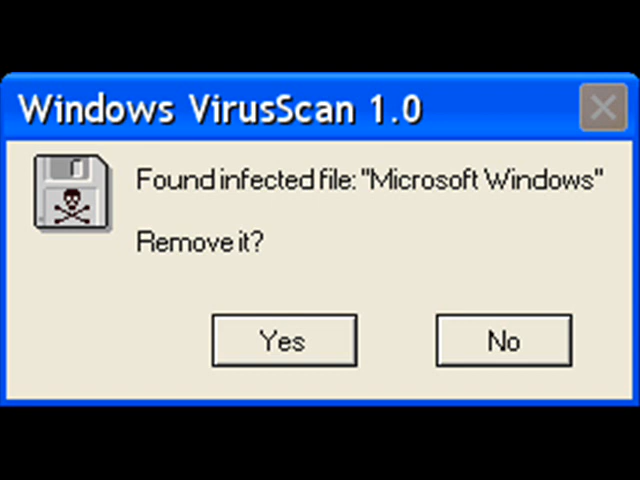 Windows VirusScan 1.0
Found infected file: "Microsoft Windows"
Remove it?
Yes
No